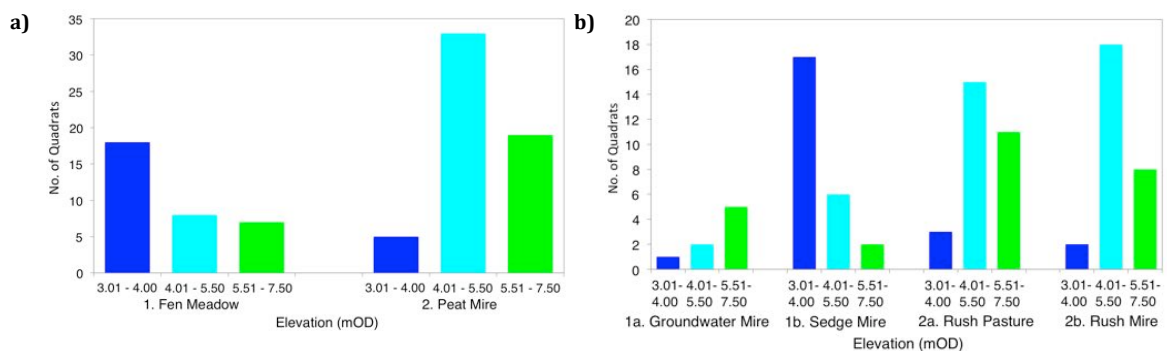 a)
35
30
25
20
15
10
5
0
No. of Quadrats
3.01 - 4.00 4.01 - 5.50 5.51 - 7.50
1. Fen Meadow
3.01 - 4.00 4.01 - 5.50 5.51 - 7.50
2. Peat Mire
Elevation (mOD)
b)
20
18
16
14
12
10
8
6
4
2
0
No. of Quadrats
3.01- 4.01- 5.51-
4.00 5.50 7.50
1a. Groundwater Mire
3.01- 4.01- 5.51-
4.00 5.50 7.50
1b. Sedge Mire
3.01- 4.01- 5.51-
4.00 5.50 7.50
2a. Rush Pasture
3.01- 4.01- 5.51-
4.00 5.50 7.50
2b. Rush Mire
Elevation (mOD)